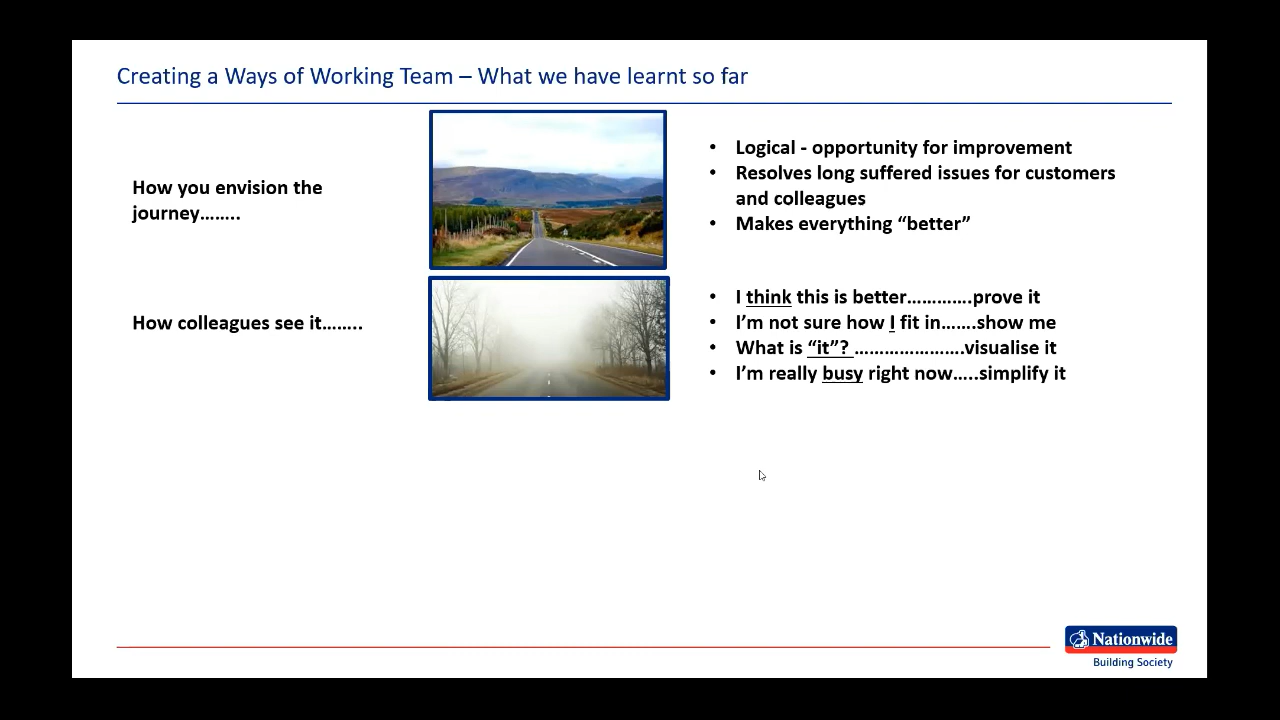 Creating a Ways of Working Team – What we have learnt so far
How you envision the
journey........
• Logical - opportunity for improvement
• Resolves long suffered issues for customers
and colleagues
• Makes everything “better”
How colleagues see it........
• I think this is better.............prove it
• I’m not sure how I fit in.......show me
• What is “it”? .....................visualise it
• I’m really busy right now.....simplify it
Nationwide
Building Society